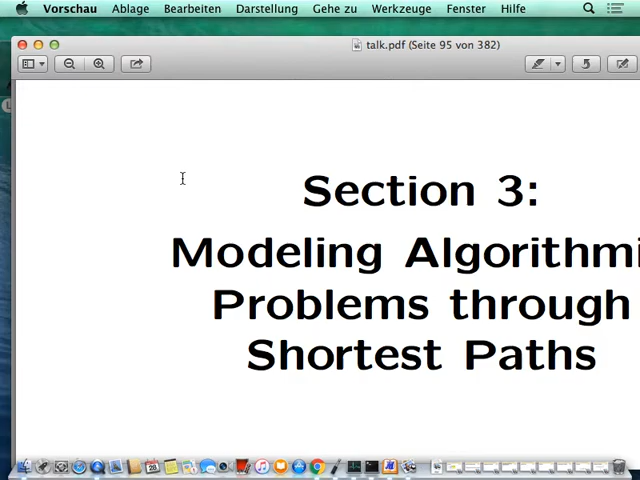 Vorschau Ablage Bearbeiten Darstellung Gehe zu Werkzeuge Fenster Hilfe
talk.pdf (Seite 95 von 382)
Section 3:
Modeling Algorithmi
Problems through
Shortest Paths